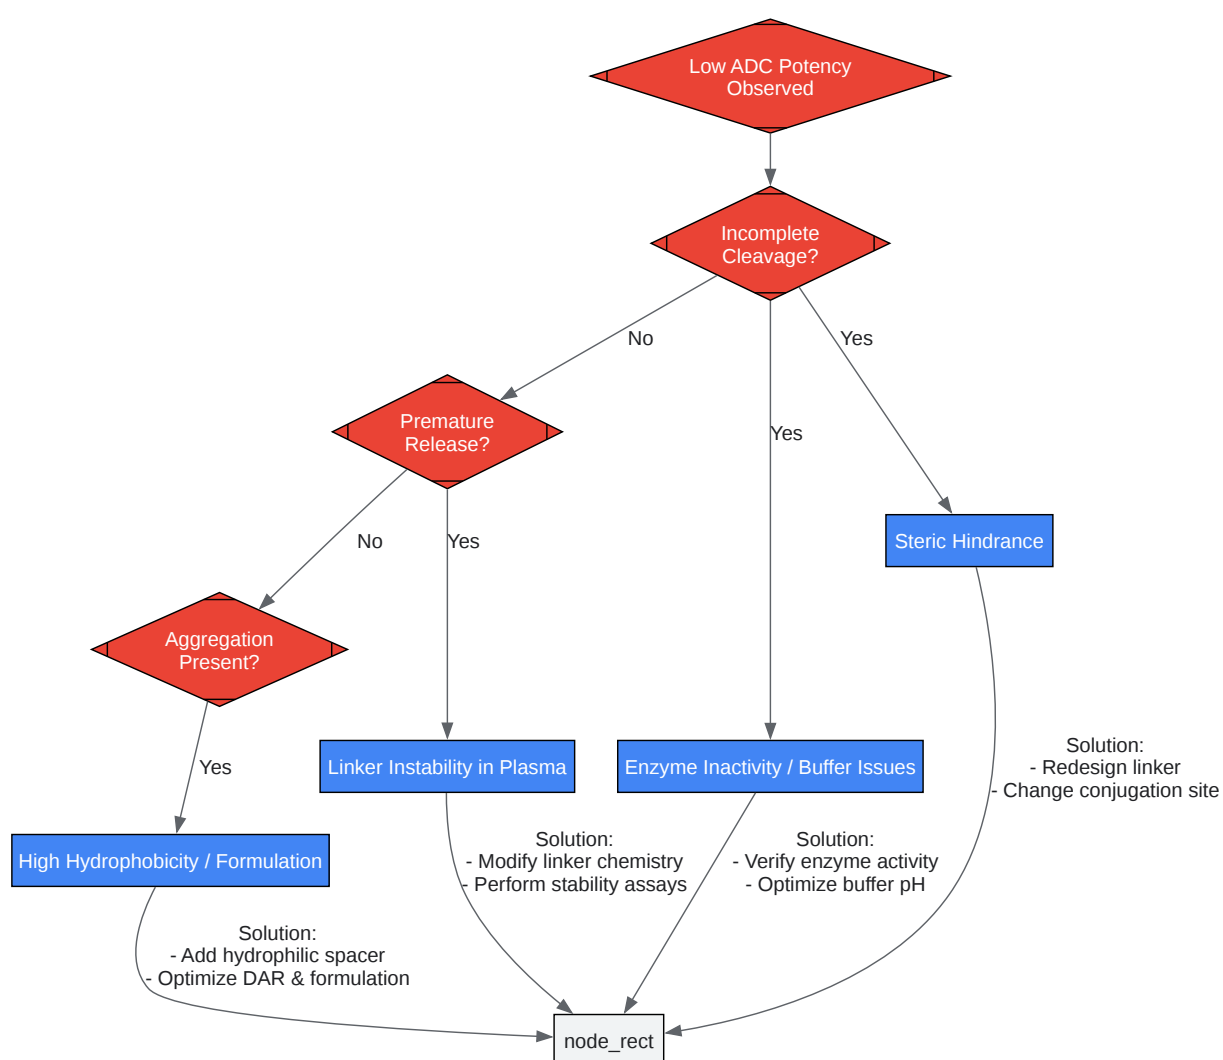 Low ADC Potency
Observed
Incomplete
Cleavage?
No
Yes
Yes
Premature
Release?
No
Yes
Steric Hindrance
Aggregation
Present?
Yes
Linker Instability in Plasma
Enzyme Inactivity / Buffer Issues
Solution:
- Redesign linker
- Change conjugation site
High Hydrophobicity / Formulation
Solution:
- Modify linker chemistry
- Perform stability assays
Solution:
- Verify enzyme activity
- Optimize buffer pH
Solution:
- Add hydrophilic spacer
- Optimize DAR & formulation
node_rect